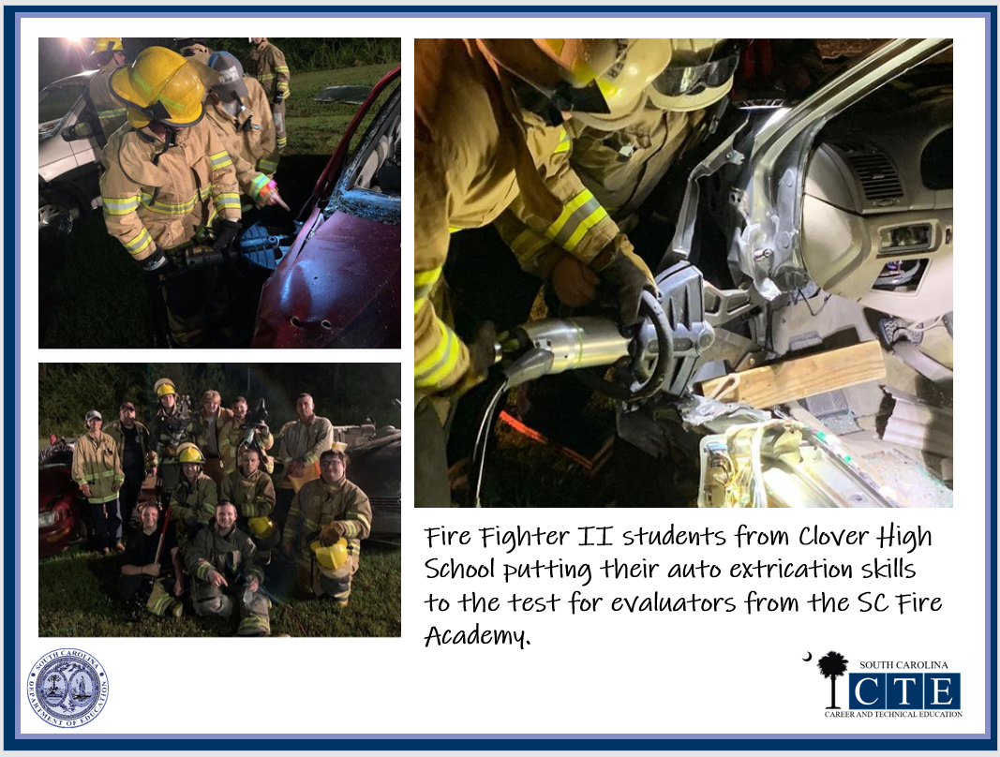 Fire Fighter II students from Clover High
School putting their auto extrication skills
to the test for evaluators from the SC Fire
Academy.
SOUTH CAROLINA
DEPARTMENT OF EDUCATION
SOUTH CAROLINA
CTE
CAREER AND TECHNICAL EDUCATION